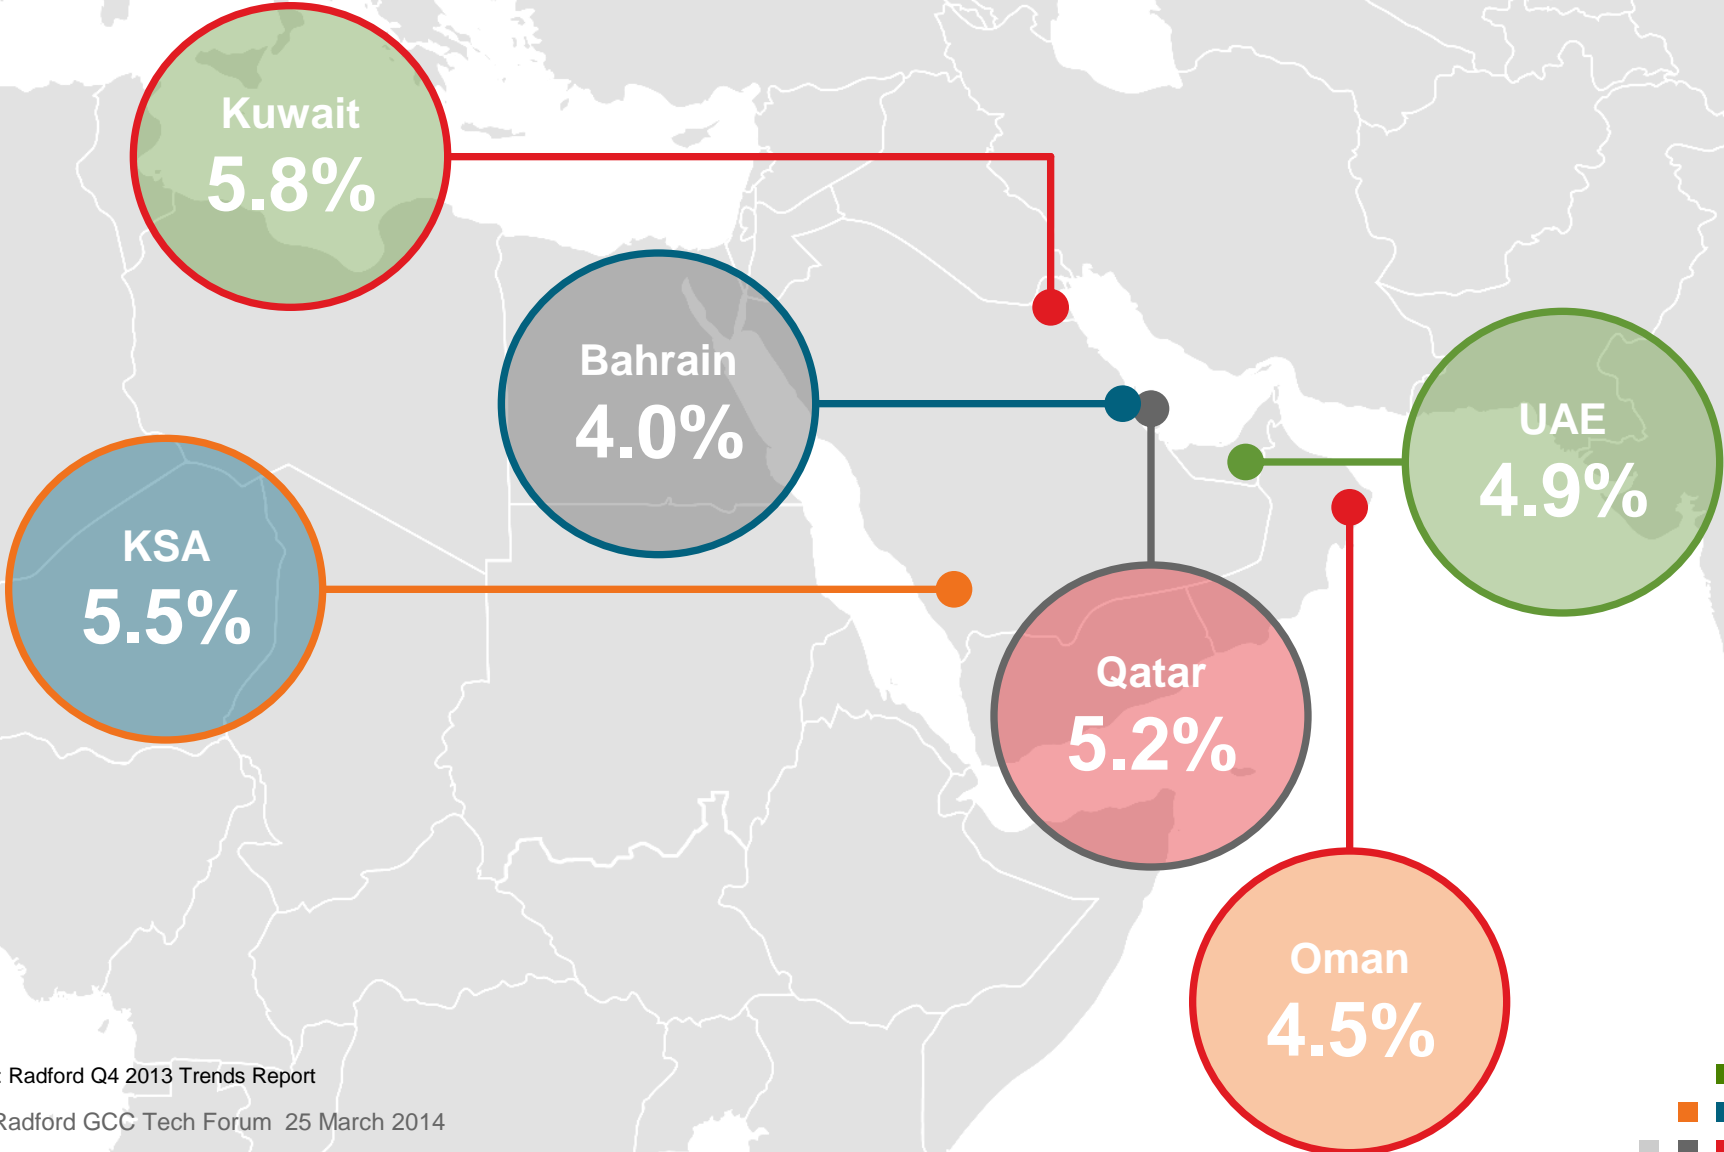 Kuwait
5.8%
Bahrain
4.0%
UAE
4.9%
KSA
5.5%
Qatar
5.2%
Oman
4.5%
: Radford Q4 2013 Trends Report
Radford GCC Tech Forum 25 March 2014